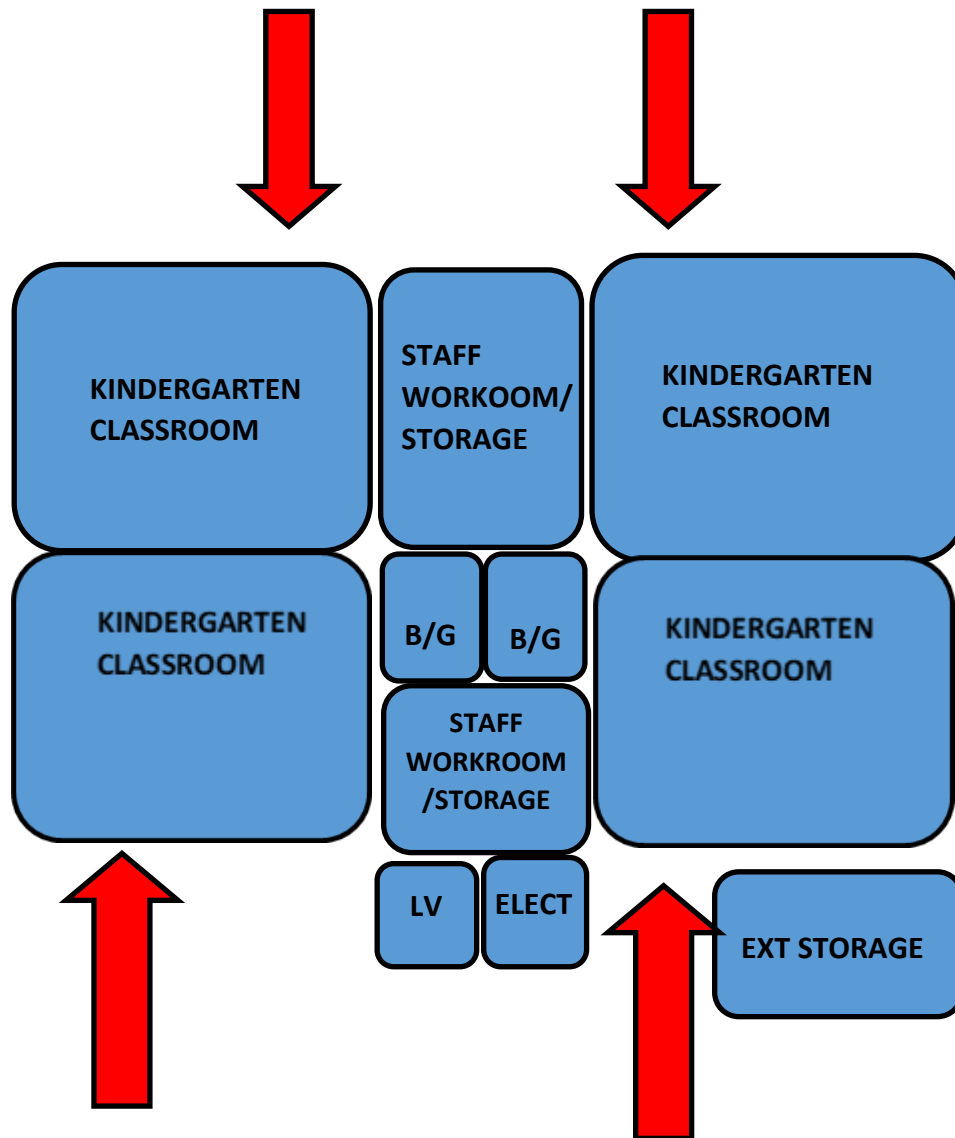 KINDERGARTEN
CLASSROOM
STAFF
WORKOOM/
STORAGE
KINDERGARTEN
CLASSROOM
KINDERGARTEN
CLASSROOM
B/G
B/G
KINDERGARTEN
CLASSROOM
STAFF
WORKROOM
/STORAGE
LV
ELECT
EXT STORAGE